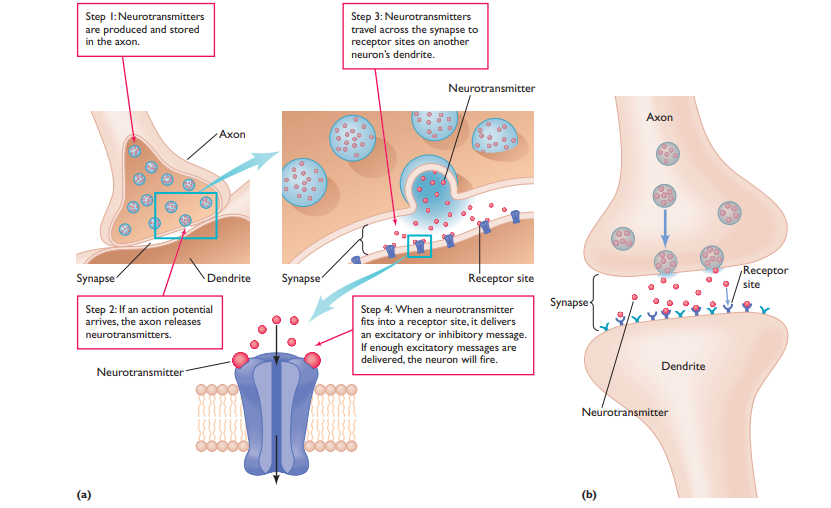 Step 1: Neurotransmitters
are produced and stored
in the axon.
Step 3: Neurotransmitters
travel across the synapse to
receptor sites on another
neuron's dendrite.
Neurotransmitter
Axon
Synapse
Dendrite
Synapse
Receptor site
Step 2: If an action potential
arrives, the axon releases
neurotransmitters.
Step 4: When a neurotransmitter
fits into a receptor site, it delivers
an excitatory or inhibitory message.
If enough excitatory messages are
delivered, the neuron will fire.
Neurotransmitter
(a)
Axon
Receptor
site
Synapse
Dendrite
Neurotransmitter
(b)